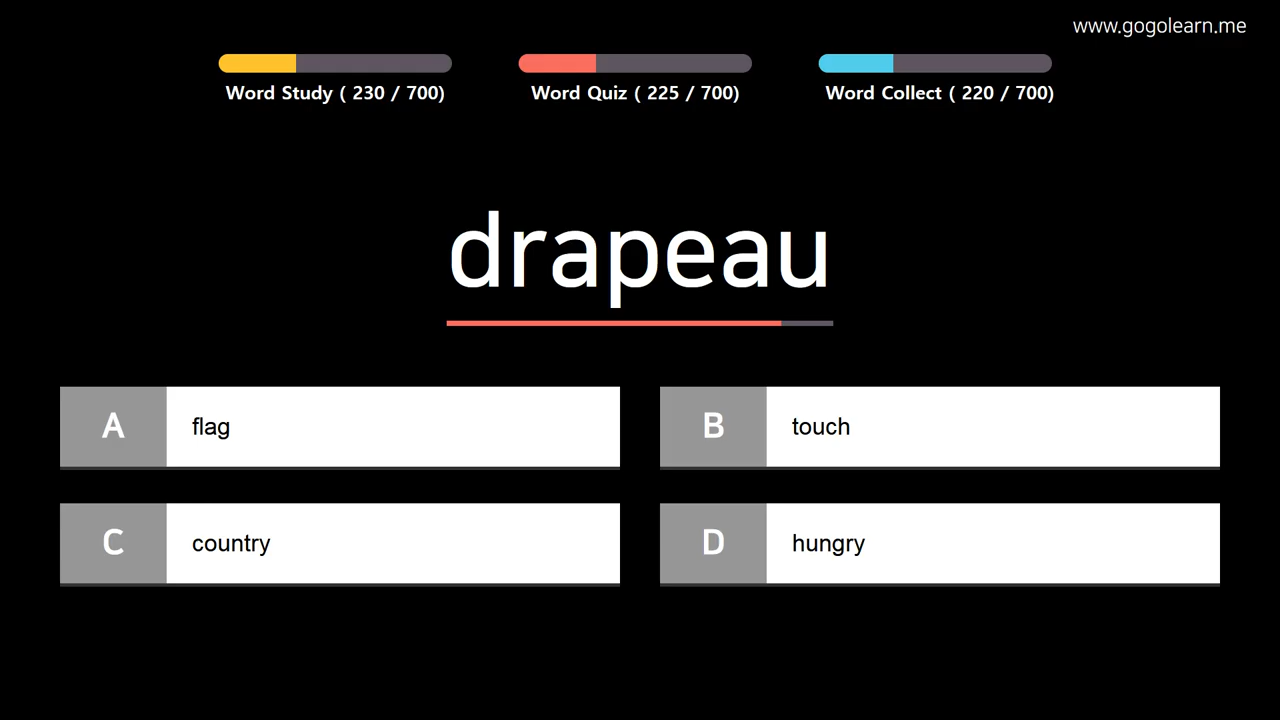 www.gogolearn.me
Word Study ( 230 / 700)
Word Quiz ( 225 / 700)
Word Collect ( 220 / 700)
drapeau
A flag
B touch
C country
D hungry